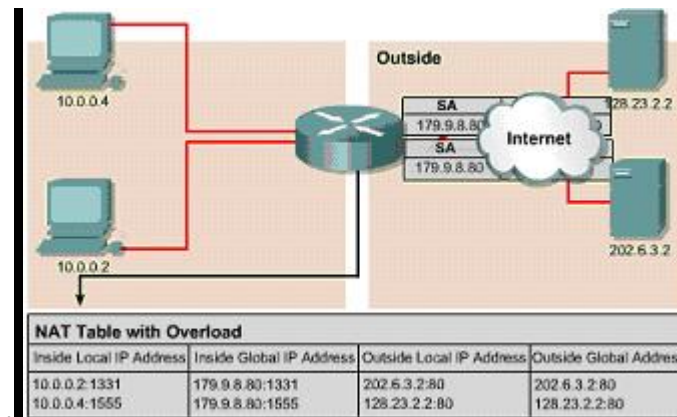 Outside
10.0.0.4
SA
128.23.2.2
179.9.8.80
Internet
SA
179.9.8.80
10.0.0.2
202.6.3.2
NAT Table with Overload
Inside Local IP Address Inside Global IP Address Outside Local IP Address Outside Global Addres
10.0.0.2:1331 179.9.8.80:1331 202.6.3.2:80 202.6.3.2:80
10.0.0.4:1555 179.9.8.80:1555 128.23.2.2:80 128.23.2.2:80